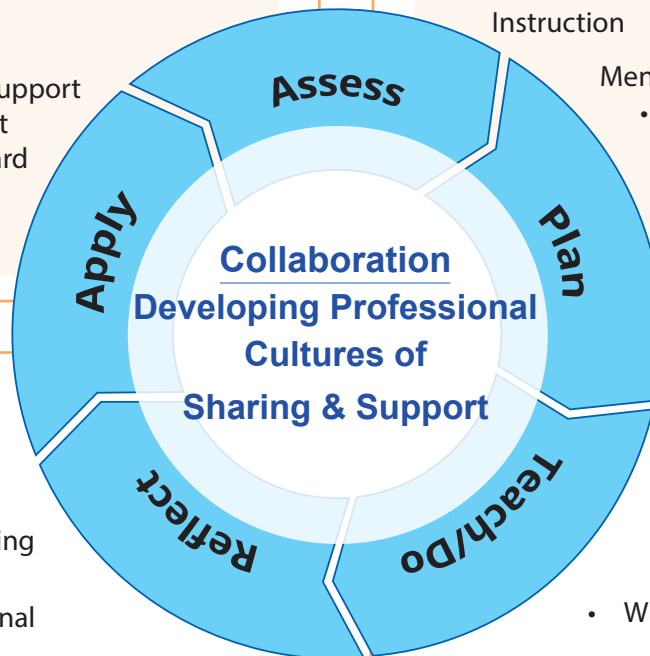 Instruction
Assess
Plan
Teach/Do
Reflect
Apply
Collaboration
Developing Professional
Cultures of
Sharing & Support